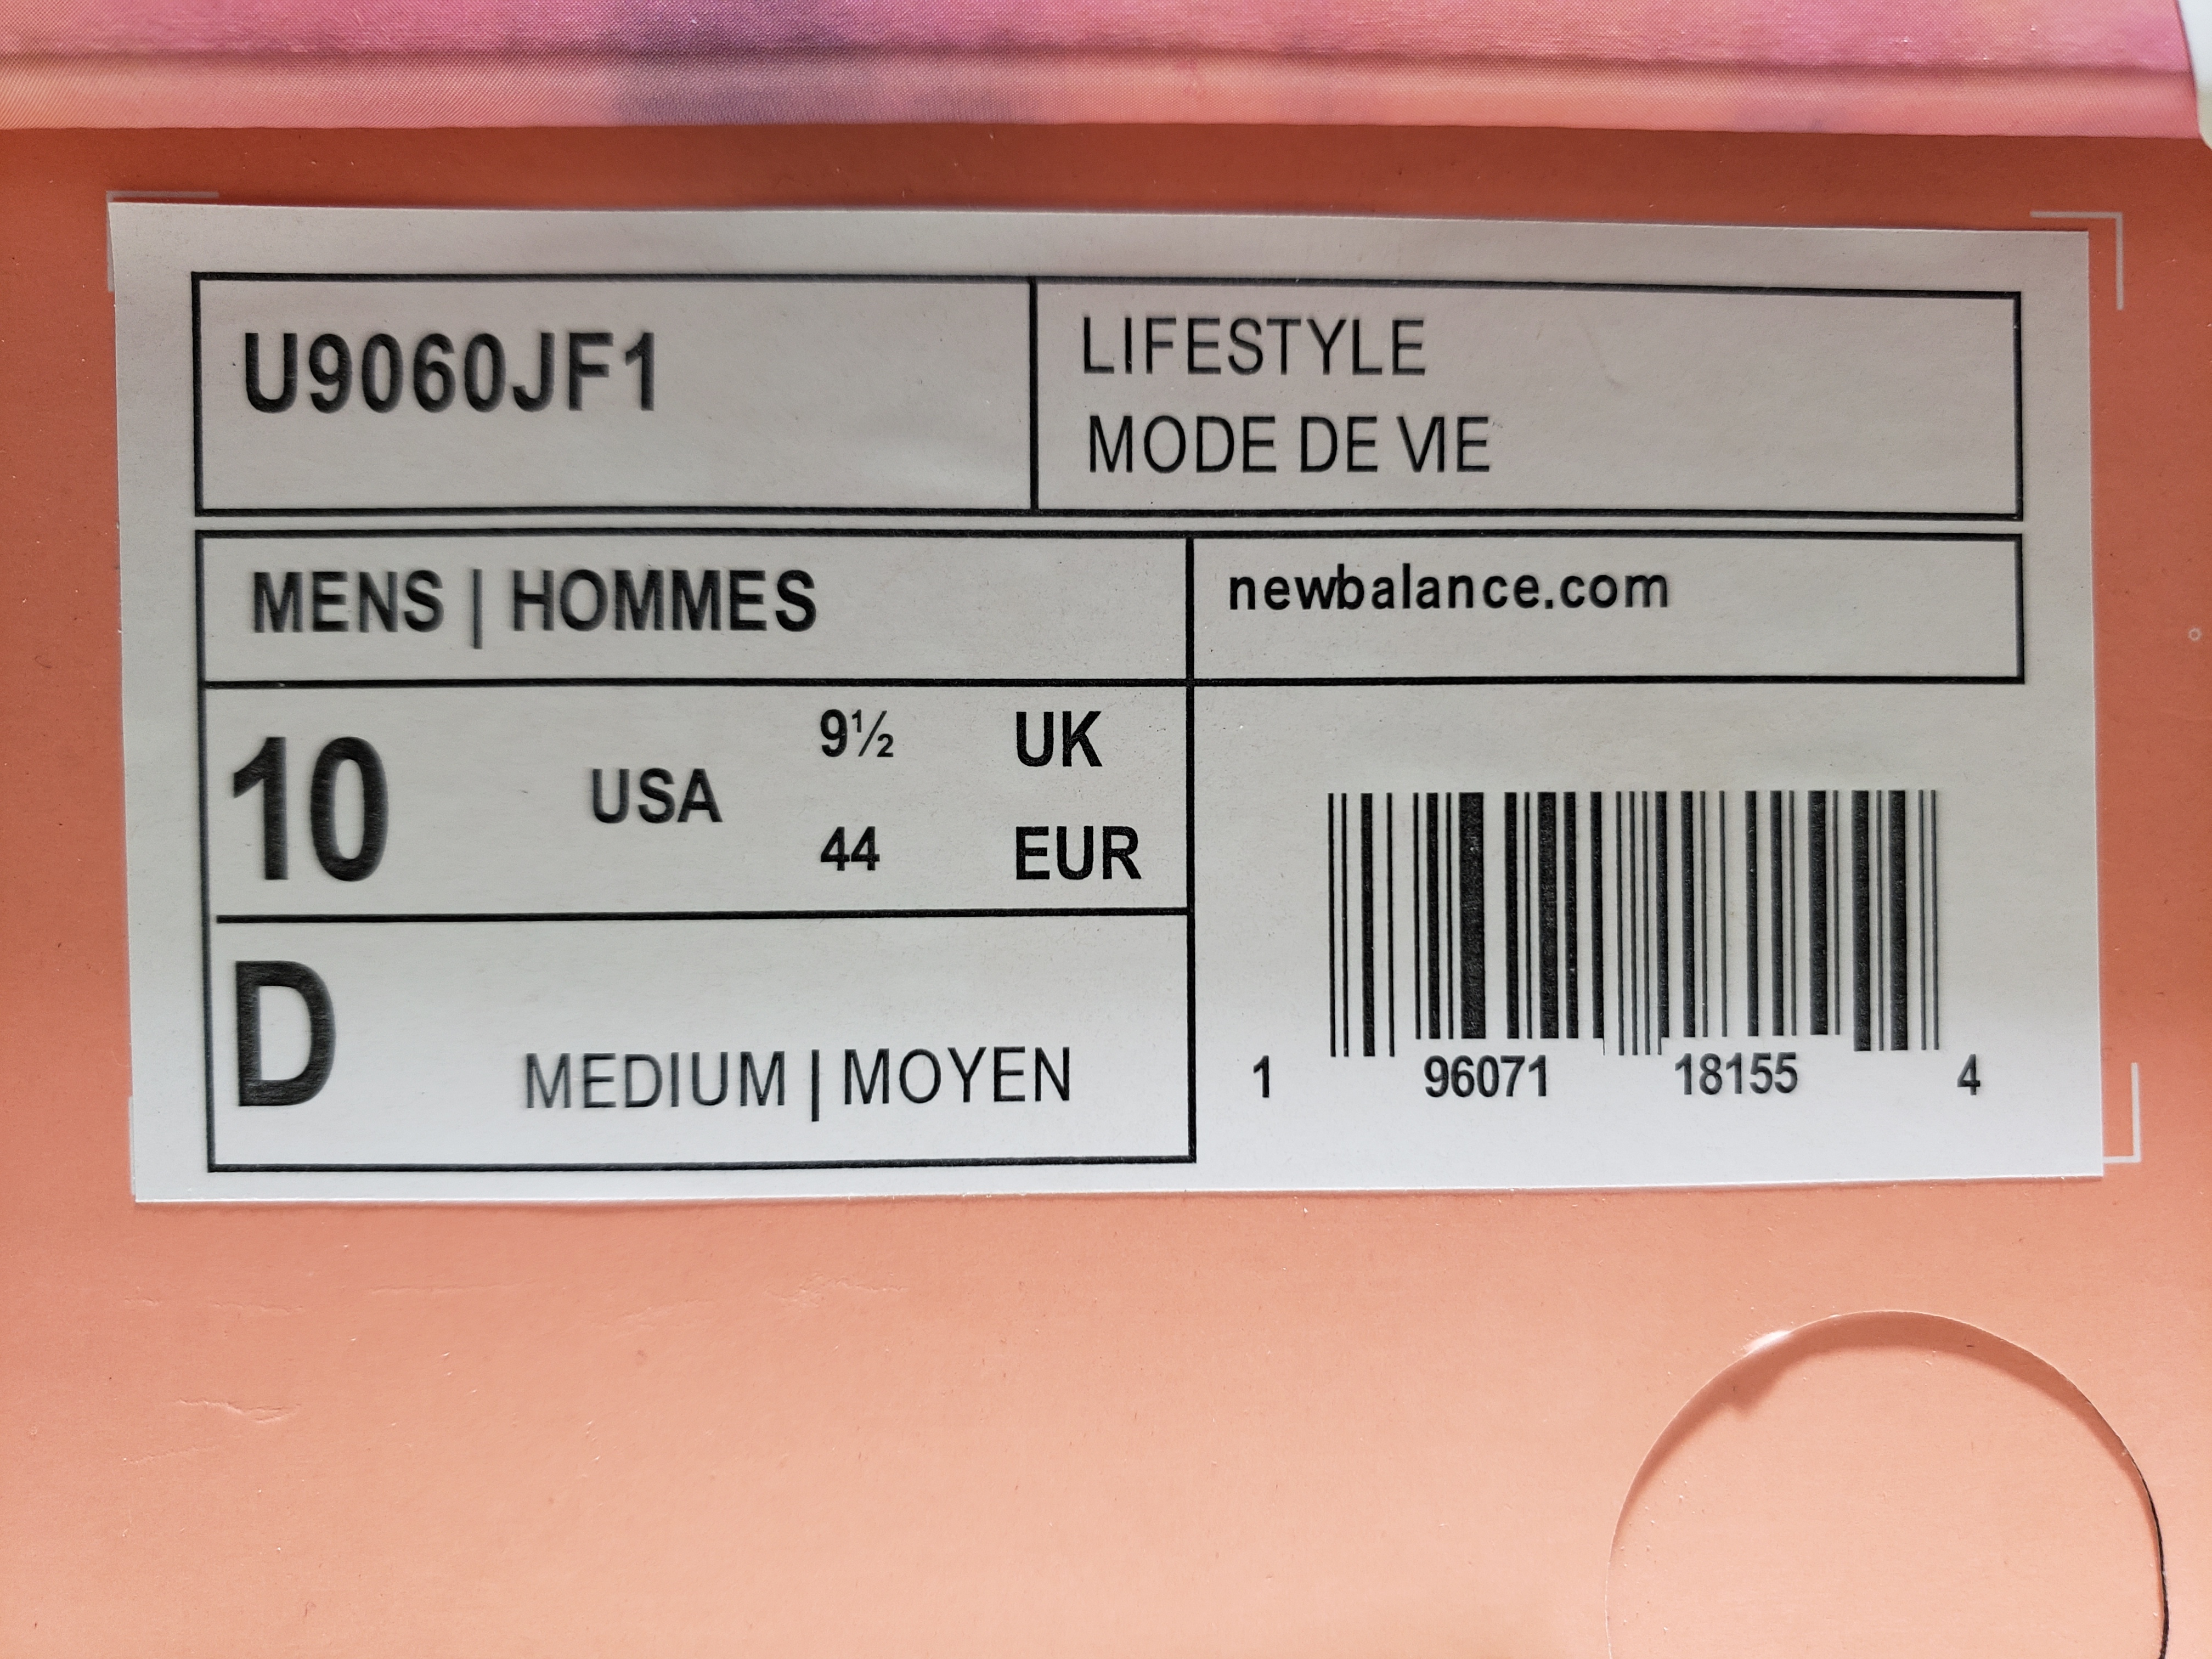 U9060JF1
LIFESTYLE
MODE DE VIE
MENS | HOMMES
newbalance.com
10 USA
9½ UK
44 EUR
D MEDIUM | MOYEN
1 96071 18155 4